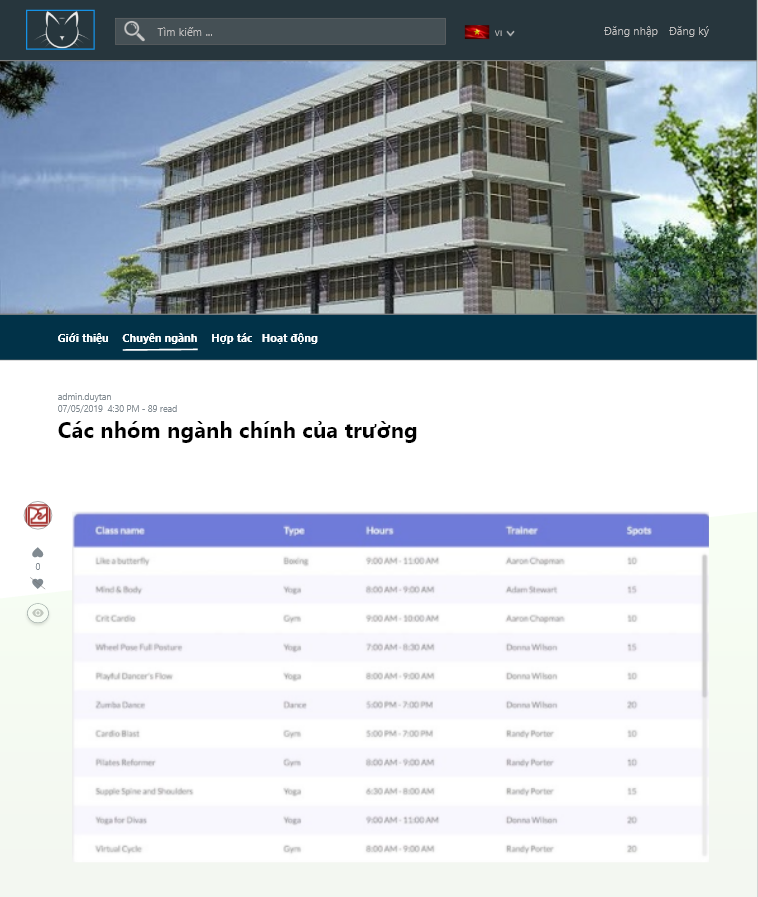 Tìm kiếm ...
VI
Đăng nhập Đăng ký
Giới thiệu Chuyên ngành Hợp tác Hoạt động
admin.duytan
07/05/2019 4:30 PM - 89 read
Các nhóm ngành chính của trường
0
Class name Type Hours Trainer Spots
Like a butterfly Boxing 9:00 AM - 11:00 AM Aaron Chapman 10
Mind & Body Yoga 8:00 AM - 9:00 AM Adam Stewart 15
Crit Cardio Gym 9:00 AM - 10:00 AM Aaron Chapman 10
Wheel Pose Full Posture Yoga 7:00 AM - 8:30 AM Donna Wilson 15
Playful Dancer's Flow Yoga 8:00 AM - 9:00 AM Donna Wilson 10
Zumba Dance Dance 5:00 PM - 7:00 PM Donna Wilson 20
Cardio Blast Gym 5:00 PM - 7:00 PM Randy Porter 10
Pilates Reformer Gym 8:00 AM - 9:00 AM Randy Porter 10
Supple Spine and Shoulders Yoga 6:30 AM - 8:00 AM Randy Porter 15
Yoga for Divas Yoga 9:00 AM - 11:00 AM Donna Wilson 20
Virtual Cycle Gym 8:00 AM - 9:00 AM Randy Porter 20